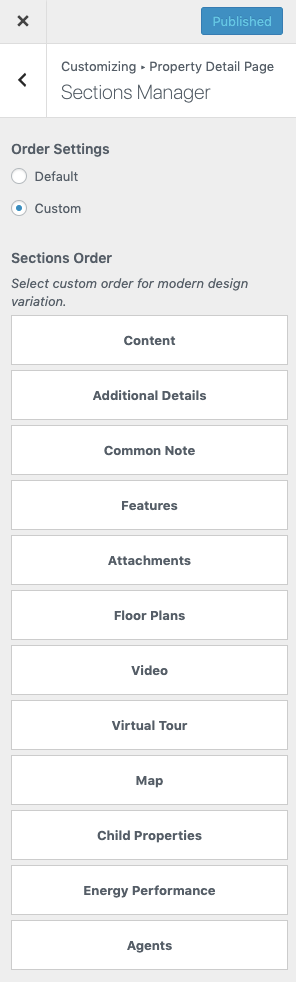 Published
Customizing ▸ Property Detail Page
Sections Manager
Order Settings
Default
Custom
Sections Order
Select custom order for modern design
variation.
Content
Additional Details
Common Note
Features
Attachments
Floor Plans
Video
Virtual Tour
Map
Child Properties
Energy Performance
Agents